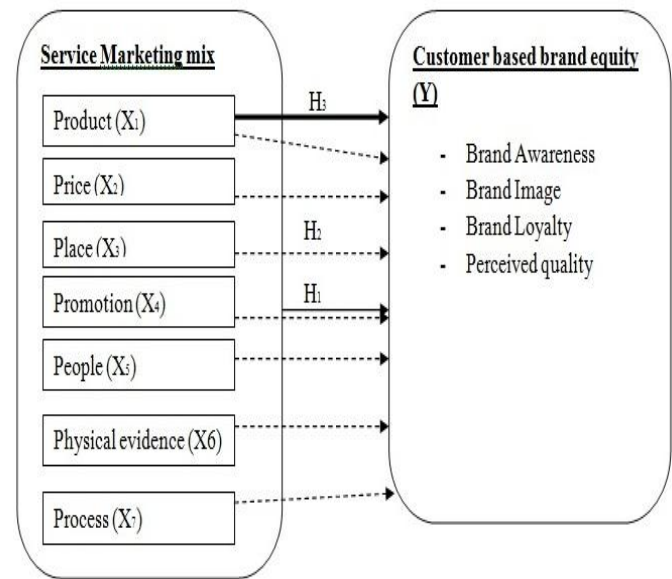 Service Marketing mix
Product (X₁)
Price (X₂)
Place (X₃)
Promotion (X₄)
People (X₅)
Physical evidence (X6)
Process (X₇)
H₃
H₂
H₁
Customer based brand equity
(Y)
- Brand Awareness
- Brand Image
- Brand Loyalty
- Perceived quality